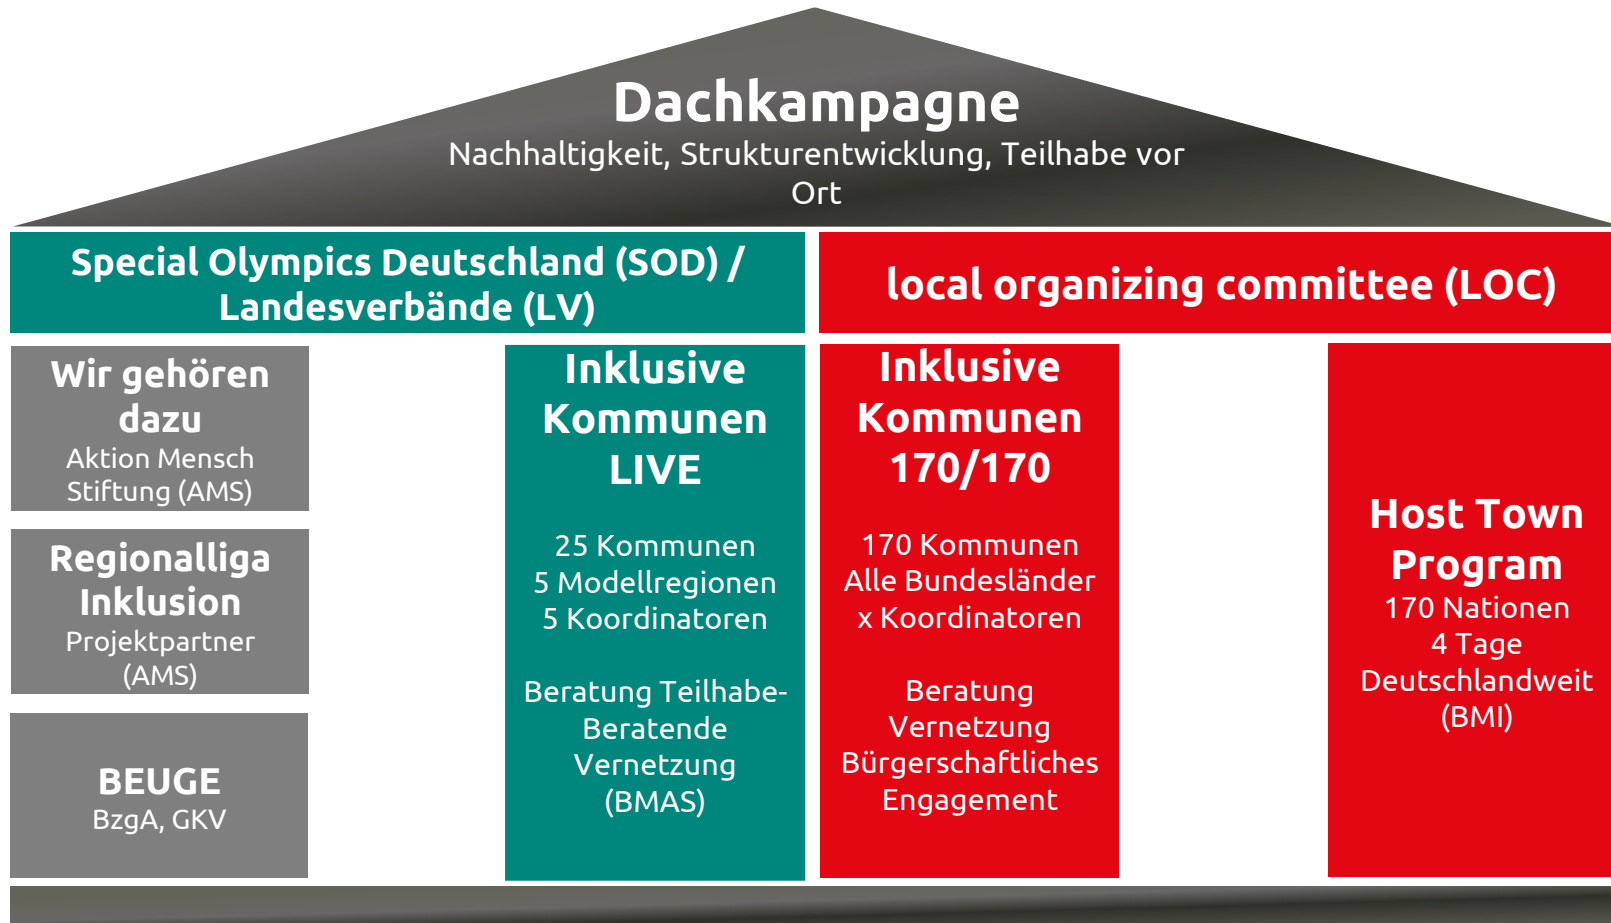 Dachkampagne
Nachhaltigkeit, Strukturentwicklung, Teilhabe vor
Ort
Special Olympics Deutschland (SOD) /
Landesverbände (LV)
local organizing committee (LOC)
Wir gehören
dazu
Aktion Mensch
Stiftung (AMS)
Regionalliga
Inklusion
Projektpartner
(AMS)
BEUGE
BzgA, GKV
Inklusive
Kommunen
LIVE
25 Kommunen
5 Modellregionen
5 Koordinatoren
Beratung Teilhabe-
Beratende
Vernetzung
(BMAS)
Inklusive
Kommunen
170/170
170 Kommunen
Alle Bundesländer
x Koordinatoren
Beratung
Vernetzung
Bürgerschaftliches
Engagement
Host Town
Program
170 Nationen
4 Tage
Deutschlandweit
(BMI)